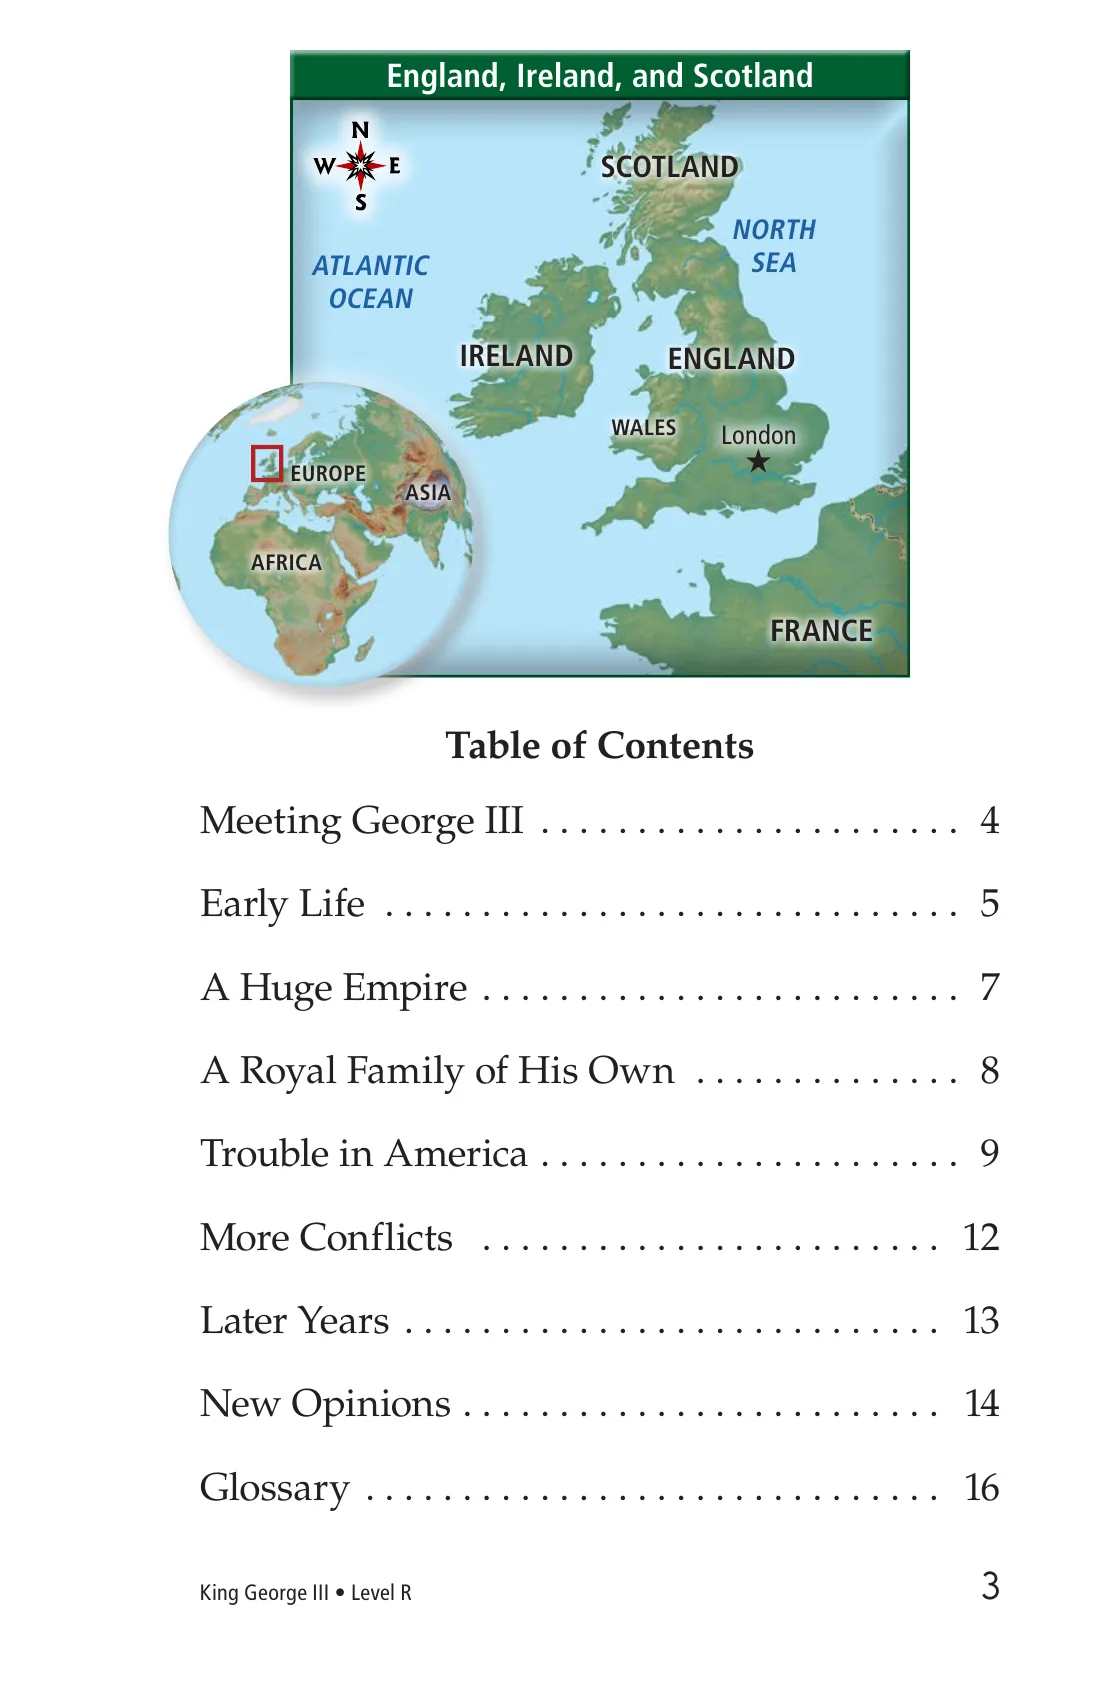 England, Ireland, and Scotland
N
W E
S
SCOTLAND
NORTH
SEA
ATLANTIC
OCEAN
IRELAND
ENGLAND
WALES
London
EUROPE
ASIA
AFRICA
FRANCE
Table of Contents
Meeting George III . . . . . . . . . . . . . . . . . . . . . . 4
Early Life . . . . . . . . . . . . . . . . . . . . . . . . . . . . . . 5
A Huge Empire . . . . . . . . . . . . . . . . . . . . . . . . . 7
A Royal Family of His Own . . . . . . . . . . . . . . 8
Trouble in America . . . . . . . . . . . . . . . . . . . . . . 9
More Conflicts . . . . . . . . . . . . . . . . . . . . . . . . 12
Later Years . . . . . . . . . . . . . . . . . . . . . . . . . . . . 13
New Opinions . . . . . . . . . . . . . . . . . . . . . . . . . 14
Glossary . . . . . . . . . . . . . . . . . . . . . . . . . . . . . . 16
King George III • Level R 3